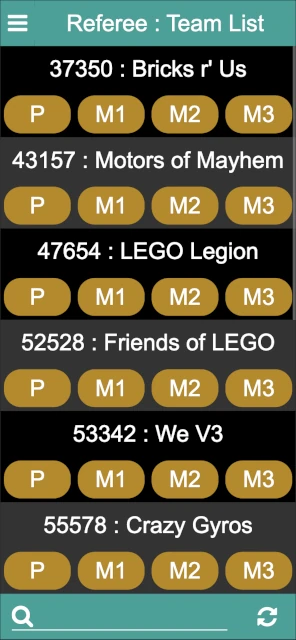 Referee : Team List
37350 : Bricks r' Us
P M1 M2 M3
43157 : Motors of Mayhem
P M1 M2 M3
47654 : LEGO Legion
P M1 M2 M3
52528 : Friends of LEGO
P M1 M2 M3
53342 : We V3
P M1 M2 M3
55578 : Crazy Gyros
P M1 M2 M3